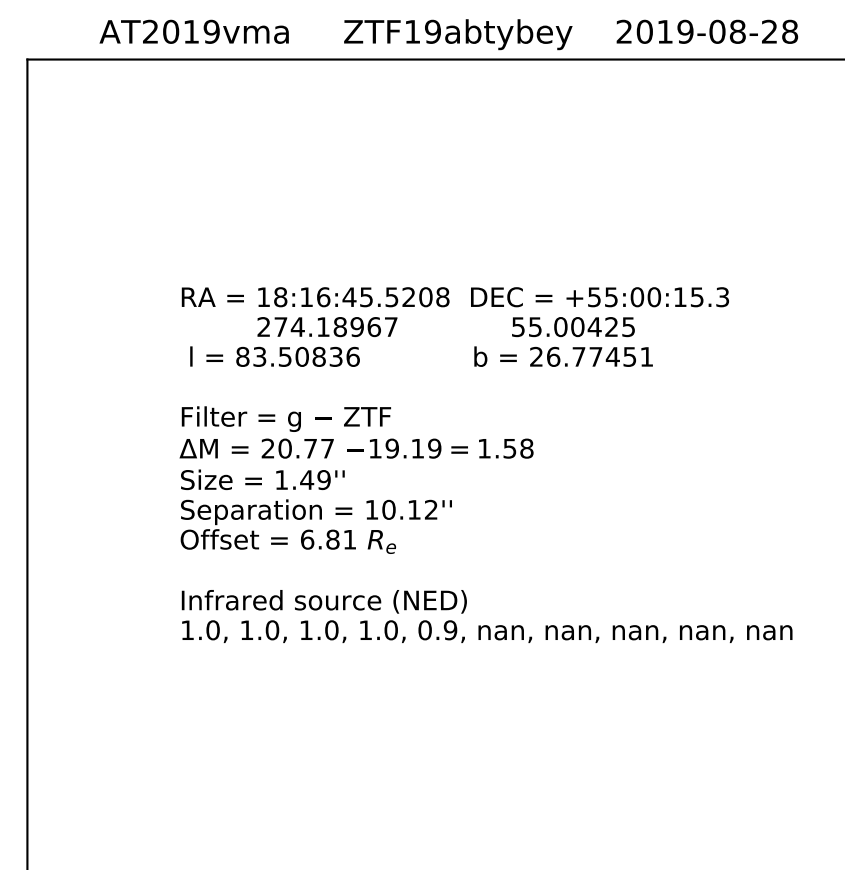 AT2019vma ZTF19abtybey 2019-08-28
RA = 18:16:45.5208 DEC = +55:00:15.3
274.18967 55.00425
l = 83.50836 b = 26.77451
Filter = g − ZTF
ΔM = 20.77 −19.19 = 1.58
Size = 1.49''
Separation = 10.12''
Offset = 6.81 Re
Infrared source (NED)
1.0, 1.0, 1.0, 1.0, 0.9, nan, nan, nan, nan, nan